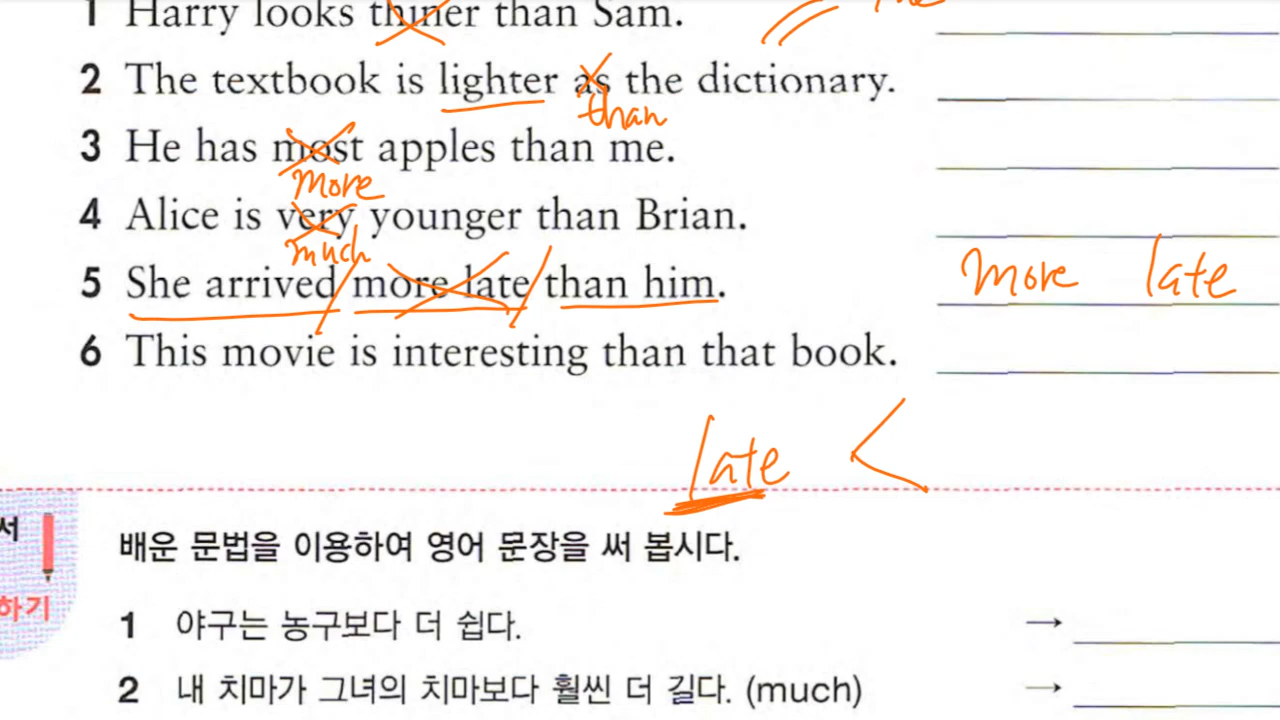 1 Harry looks thiner than Sam.
2 The textbook is lighter as the dictionary.
than
3 He has most apples than me.
more
4 Alice is very younger than Brian.
much
5 She arrived more late than him. more late
6 This movie is interesting than that book.
late
배운 문법을 이용하여 영어 문장을 써 봅시다.
하기
1 야구는 농구보다 더 쉽다. →
2 내 치마가 그녀의 치마보다 훨씬 더 길다. (much) →